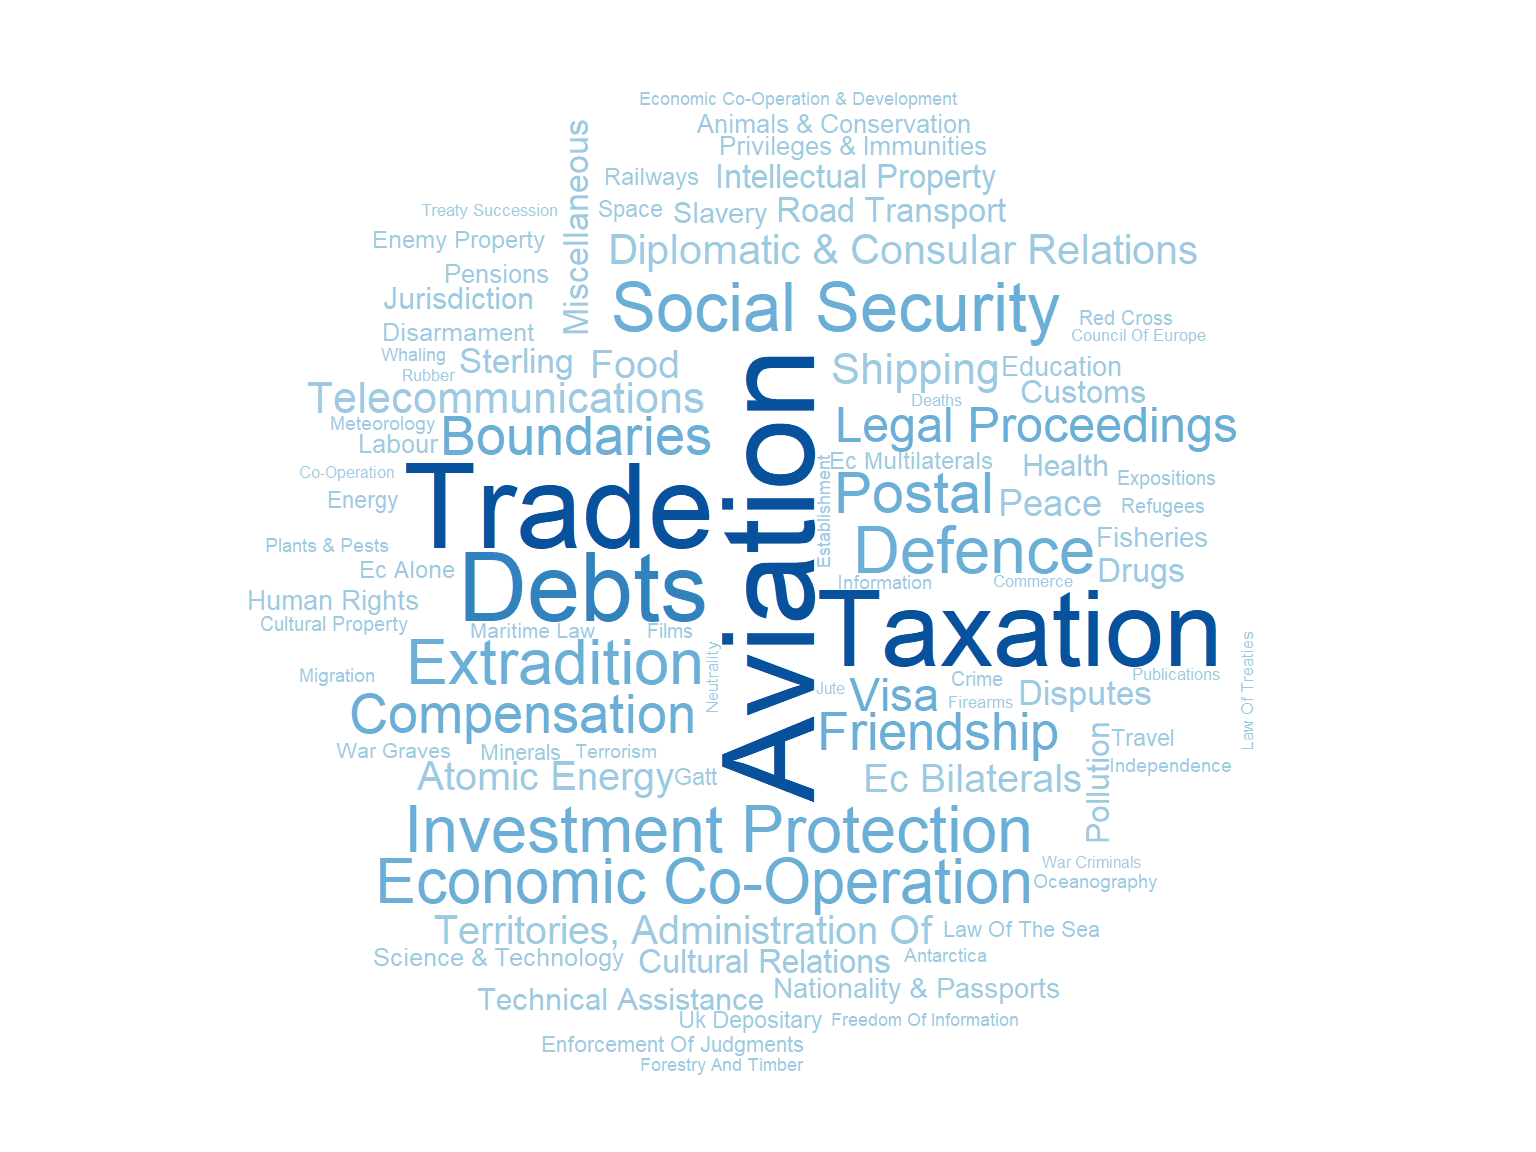 Economic Co-Operation & Development
Animals & Conservation
Privileges & Immunities
Miscellaneous
Railways
Intellectual Property
Treaty Succession
Space
Slavery
Road Transport
Enemy Property
Diplomatic & Consular Relations
Pensions
Jurisdiction
Social Security
Disarmament
Red Cross
Council Of Europe
Whaling
Sterling
Food
Shipping
Education
Rubber
Telecommunications
Deaths
Customs
Meteorology
Labour
Boundaries
Aviation
Legal Proceedings
Co-Operation
Ec Multilaterals
Health
Expositions
Energy
Trade
Establishment
Postal
Peace
Refugees
Plants & Pests
Defence
Fisheries
Ec Alone
Debts
Information
Commerce
Drugs
Human Rights
Cultural Property
Maritime Law
Films
Taxation
Extradition
Neutrality
Migration
Jute
Visa
Crime
Firearms
Disputes
Publications
Law Of Treaties
Compensation
Friendship
War Graves
Minerals
Terrorism
Pollution
Travel
Independence
Atomic Energy
Gatt
Ec Bilaterals
Investment Protection
War Criminals
Economic Co-Operation
Oceanography
Territories, Administration Of
Law Of The Sea
Science & Technology
Cultural Relations
Antarctica
Technical Assistance
Nationality & Passports
Uk Depositary
Freedom Of Information
Enforcement Of Judgments
Forestry And Timber